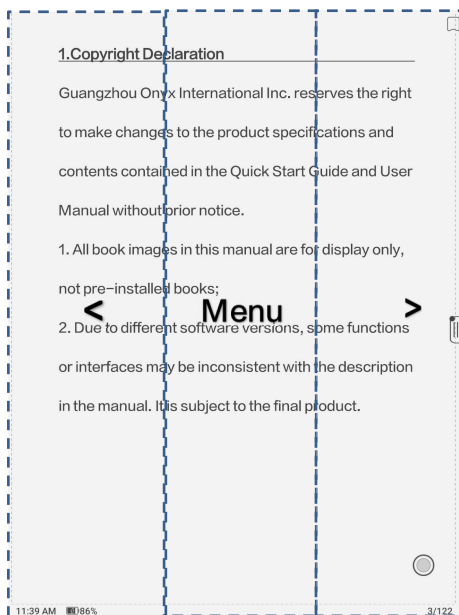 1.Copyright Declaration
Guangzhou Onyx International Inc. reserves the right
to make changes to the product specifications and
contents contained in the Quick Start Guide and User
Manual without prior notice.
1. All book images in this manual are for display only,
not pre-installed books;
< Menu >
2. Due to different software versions, some functions
or interfaces may be inconsistent with the description
in the manual. It is subject to the final product.
11:39 AM 86% 3/122